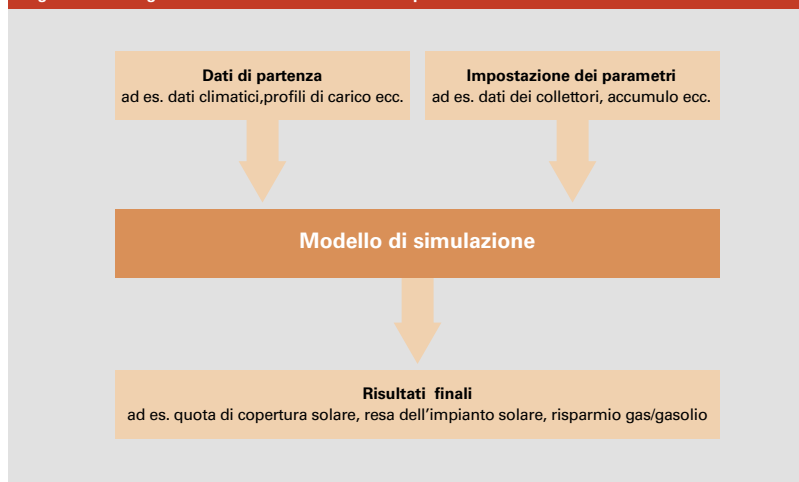 Dati di partenza
ad es. dati climatici,profili di carico ecc.
Impostazione dei parametri
ad es. dati dei collettori, accumulo ecc.
Modello di simulazione
Risultati finali
ad es. quota di copertura solare, resa dell'impianto solare, risparmio gas/gasolio